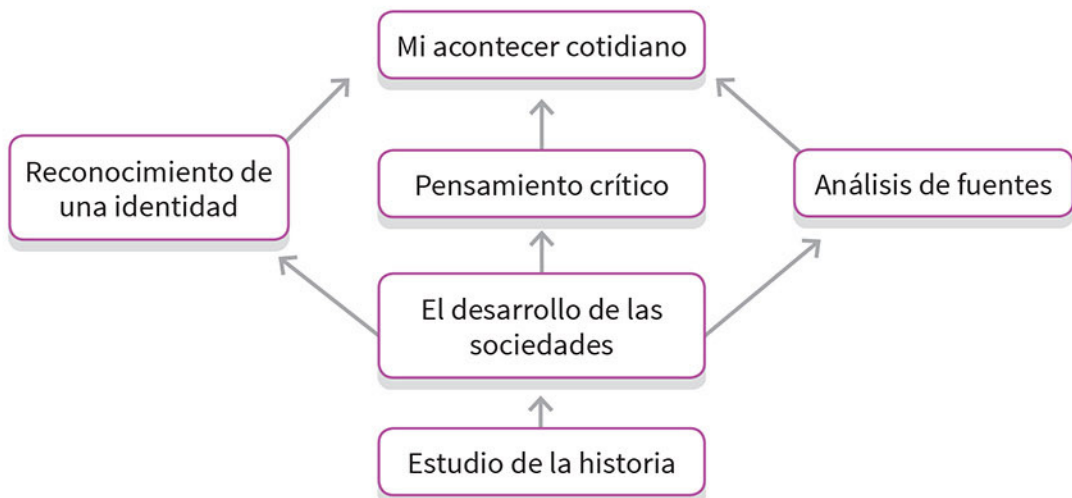 Mi acontecer cotidiano
Reconocimiento de
una identidad
Pensamiento crítico
Análisis de fuentes
El desarrollo de las
sociedades
Estudio de la historia